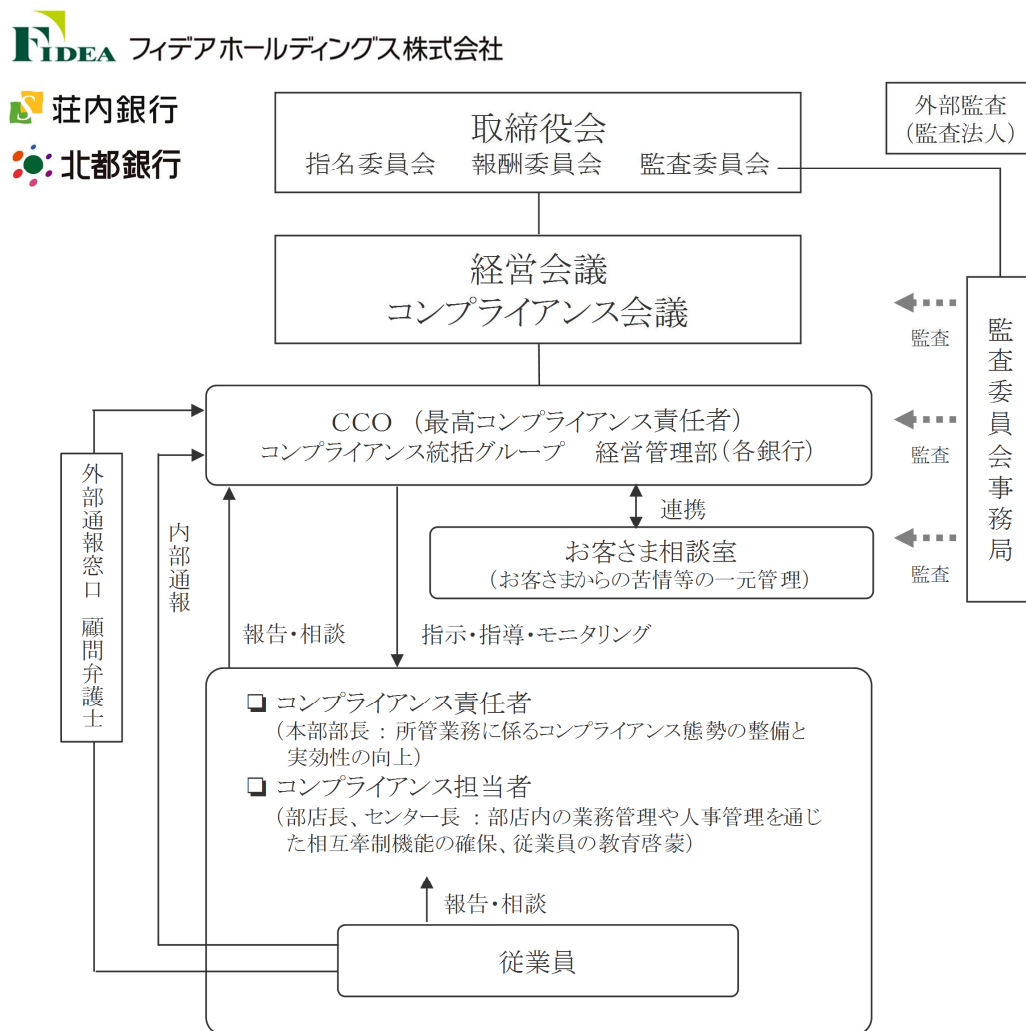 FIDEA フィデアホールディングス株式会社
荘内銀行
北都銀行
取締役会
指名委員会 報酬委員会 監査委員会
外部監査
(監査法人)
経営会議
コンプライアンス会議
監査
監査委員会事務局
CCO (最高コンプライアンス責任者)
コンプライアンス統括グループ 経営管理部(各銀行)
監査
連携
お客さま相談室
(お客さまからの苦情等の一元管理)
監査
外部通報窓口 顧問弁護士
内部通報
報告・相談
指示・指導・モニタリング
❏ コンプライアンス責任者
(本部部長 : 所管業務に係るコンプライアンス態勢の整備と
実効性の向上)
❏ コンプライアンス担当者
(部店長、センター長 : 部店内の業務管理や人事管理を通じ
た相互牽制機能の確保、従業員の教育啓蒙)
報告・相談
従業員